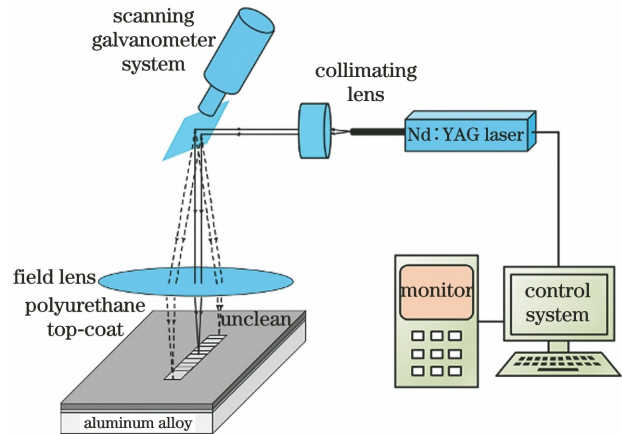 scanning
galvanometer
system
collimating
lens
Nd:YAG laser
field lens
polyurethane
top-coat
unclean
monitor
control
system
aluminum alloy